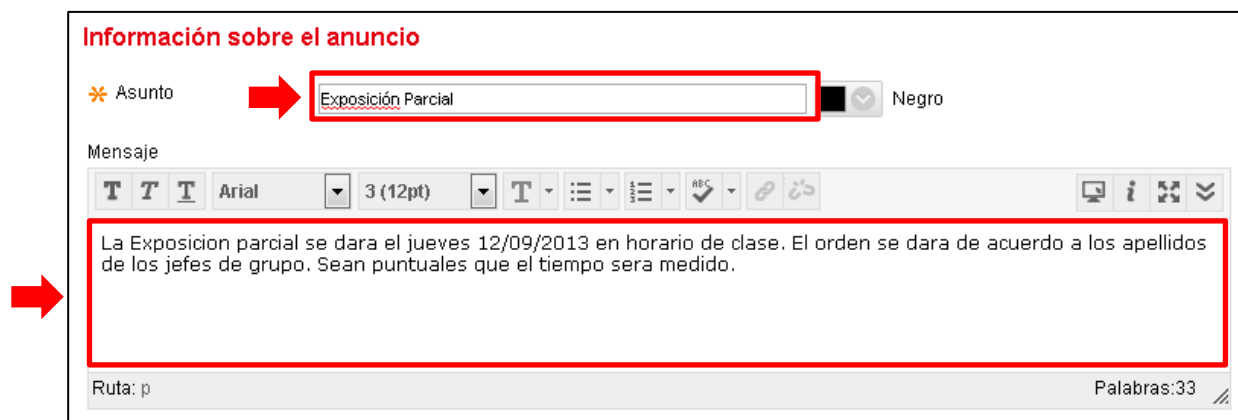 Información sobre el anuncio
Asunto
Exposición Parcial
Negro
Mensaje
T T T Arial 3 (12pt) T ABC i
La Exposicion parcial se dara el jueves 12/09/2013 en horario de clase. El orden se dara de acuerdo a los apellidos
de los jefes de grupo. Sean puntuales que el tiempo sera medido.
Ruta: p
Palabras:33